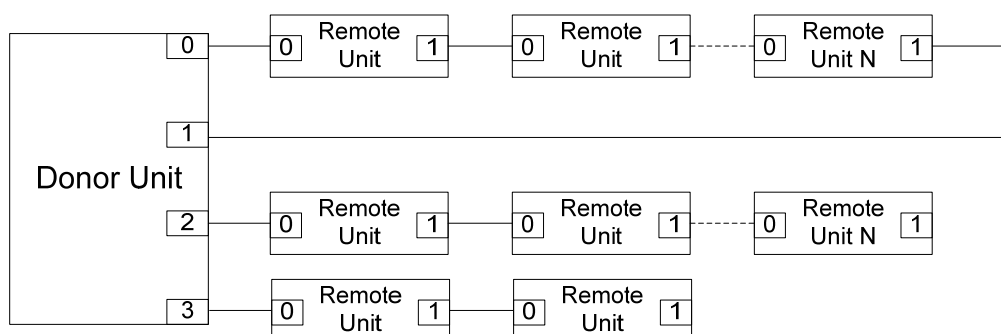 0 0 Remote Unit 1 0 Remote Unit 1 0 Remote Unit N 1
1
Donor Unit
2 0 Remote Unit 1 0 Remote Unit 1 0 Remote Unit N 1
3 0 Remote Unit 1 0 Remote Unit 1